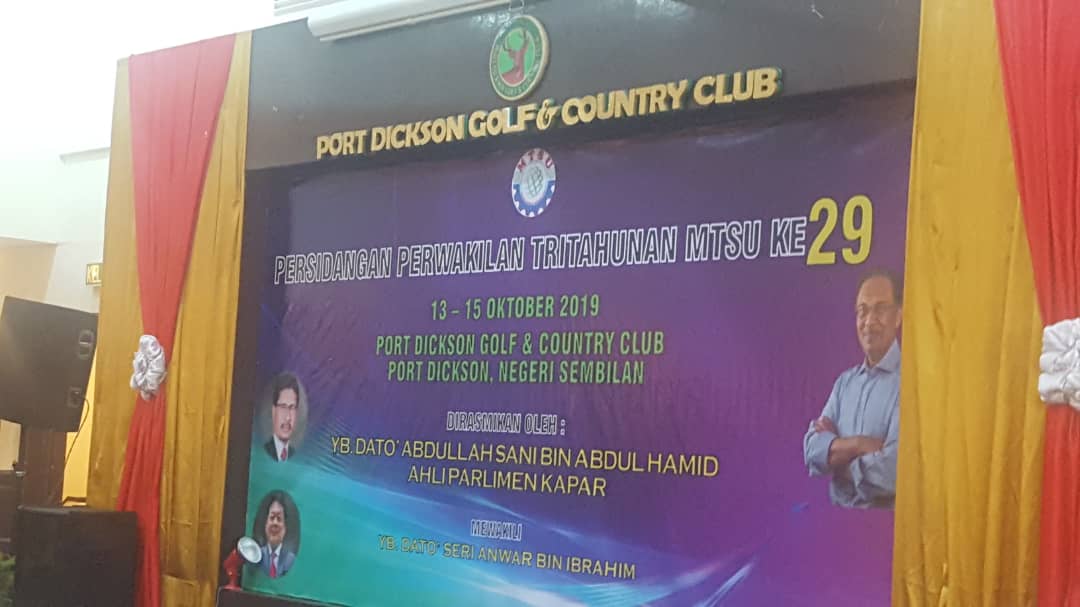 PORT DICKSON GOLF & COUNTRY CLUB
MTSU
PERSIDANGAN PERWAKILAN TRITAHUNAN MTSU KE 29
13 - 15 OKTOBER 2019
PORT DICKSON GOLF & COUNTRY CLUB
PORT DICKSON, NEGERI SEMBILAN
DIRASMIKAN OLEH :
YB. DATO' ABDULLAH SANI BIN ABDUL HAMID
AHLI PARLIMEN KAPAR
MEWAKILI
YB. DATO' SERI ANWAR BIN IBRAHIM